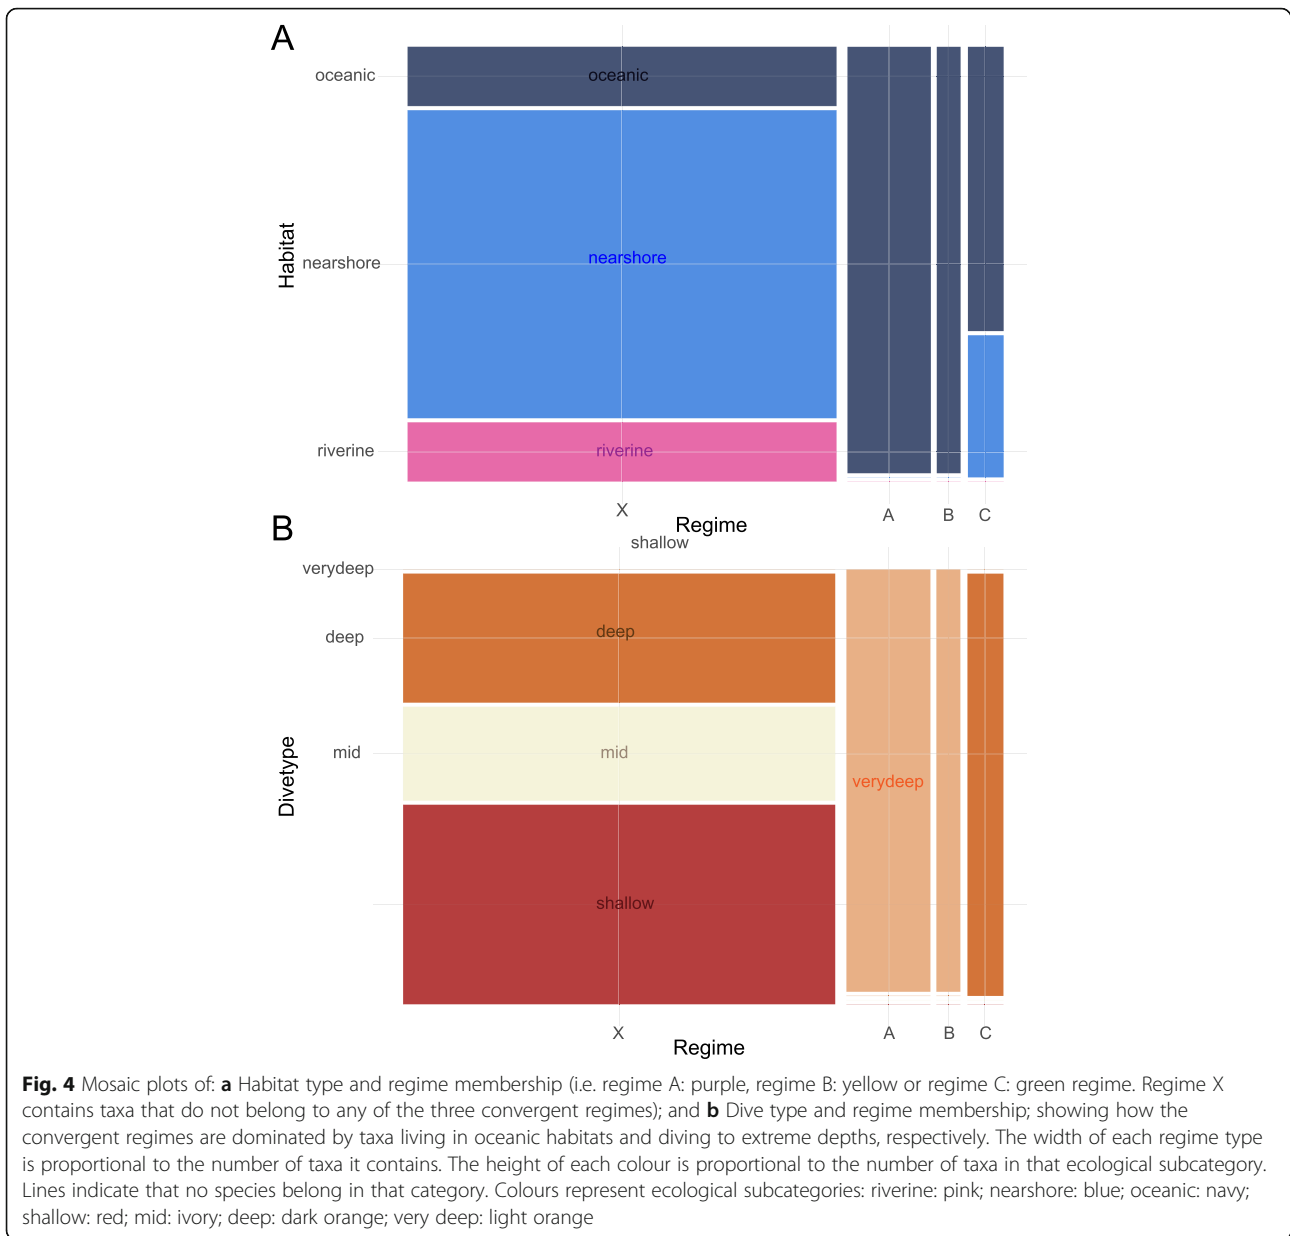 A
oceanic
oceanic
nearshore
Habitat
nearshore
riverine
riverine
X
A
B
C
Regime
B
shallow
verydeep
deep
deep
mid
mid
Divetype
verydeep
shallow
X
A
B
C
Regime
Fig. 4 Mosaic plots of: a Habitat type and regime membership (i.e. regime A: purple, regime B: yellow or regime C: green regime. Regime X
contains taxa that do not belong to any of the three convergent regimes); and b Dive type and regime membership; showing how the
convergent regimes are dominated by taxa living in oceanic habitats and diving to extreme depths, respectively. The width of each regime type
is proportional to the number of taxa it contains. The height of each colour is proportional to the number of taxa in that ecological subcategory.
Lines indicate that no species belong in that category. Colours represent ecological subcategories: riverine: pink; nearshore: blue; oceanic: navy;
shallow: red; mid: ivory; deep: dark orange; very deep: light orange